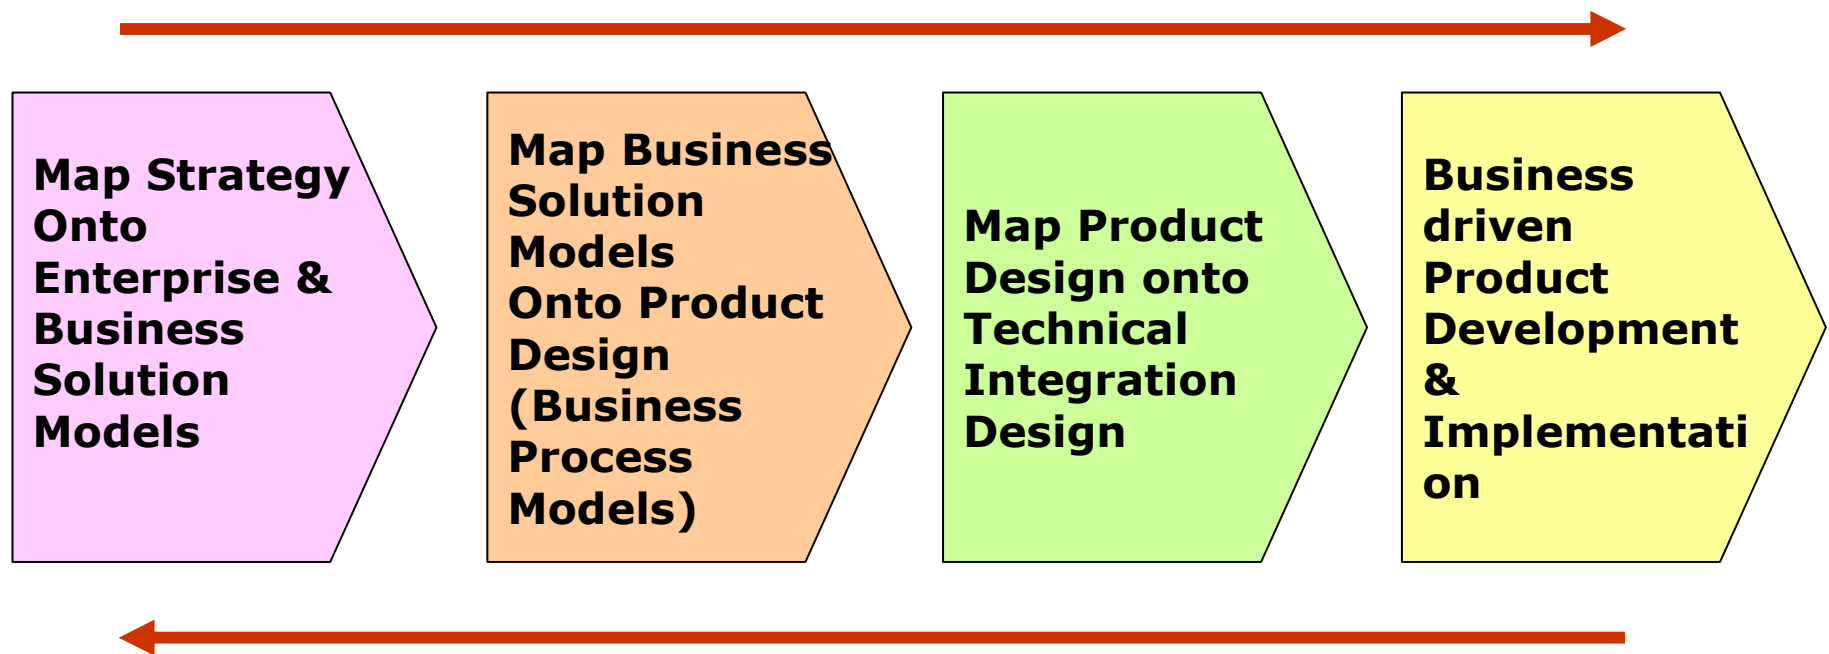 Map Strategy
Onto
Enterprise &
Business
Solution
Models
Map Business
Solution
Models
Onto Product
Design
(Business
Process
Models)
Map Product
Design onto
Technical
Integration
Design
Business
driven
Product
Development
&
Implementati
on